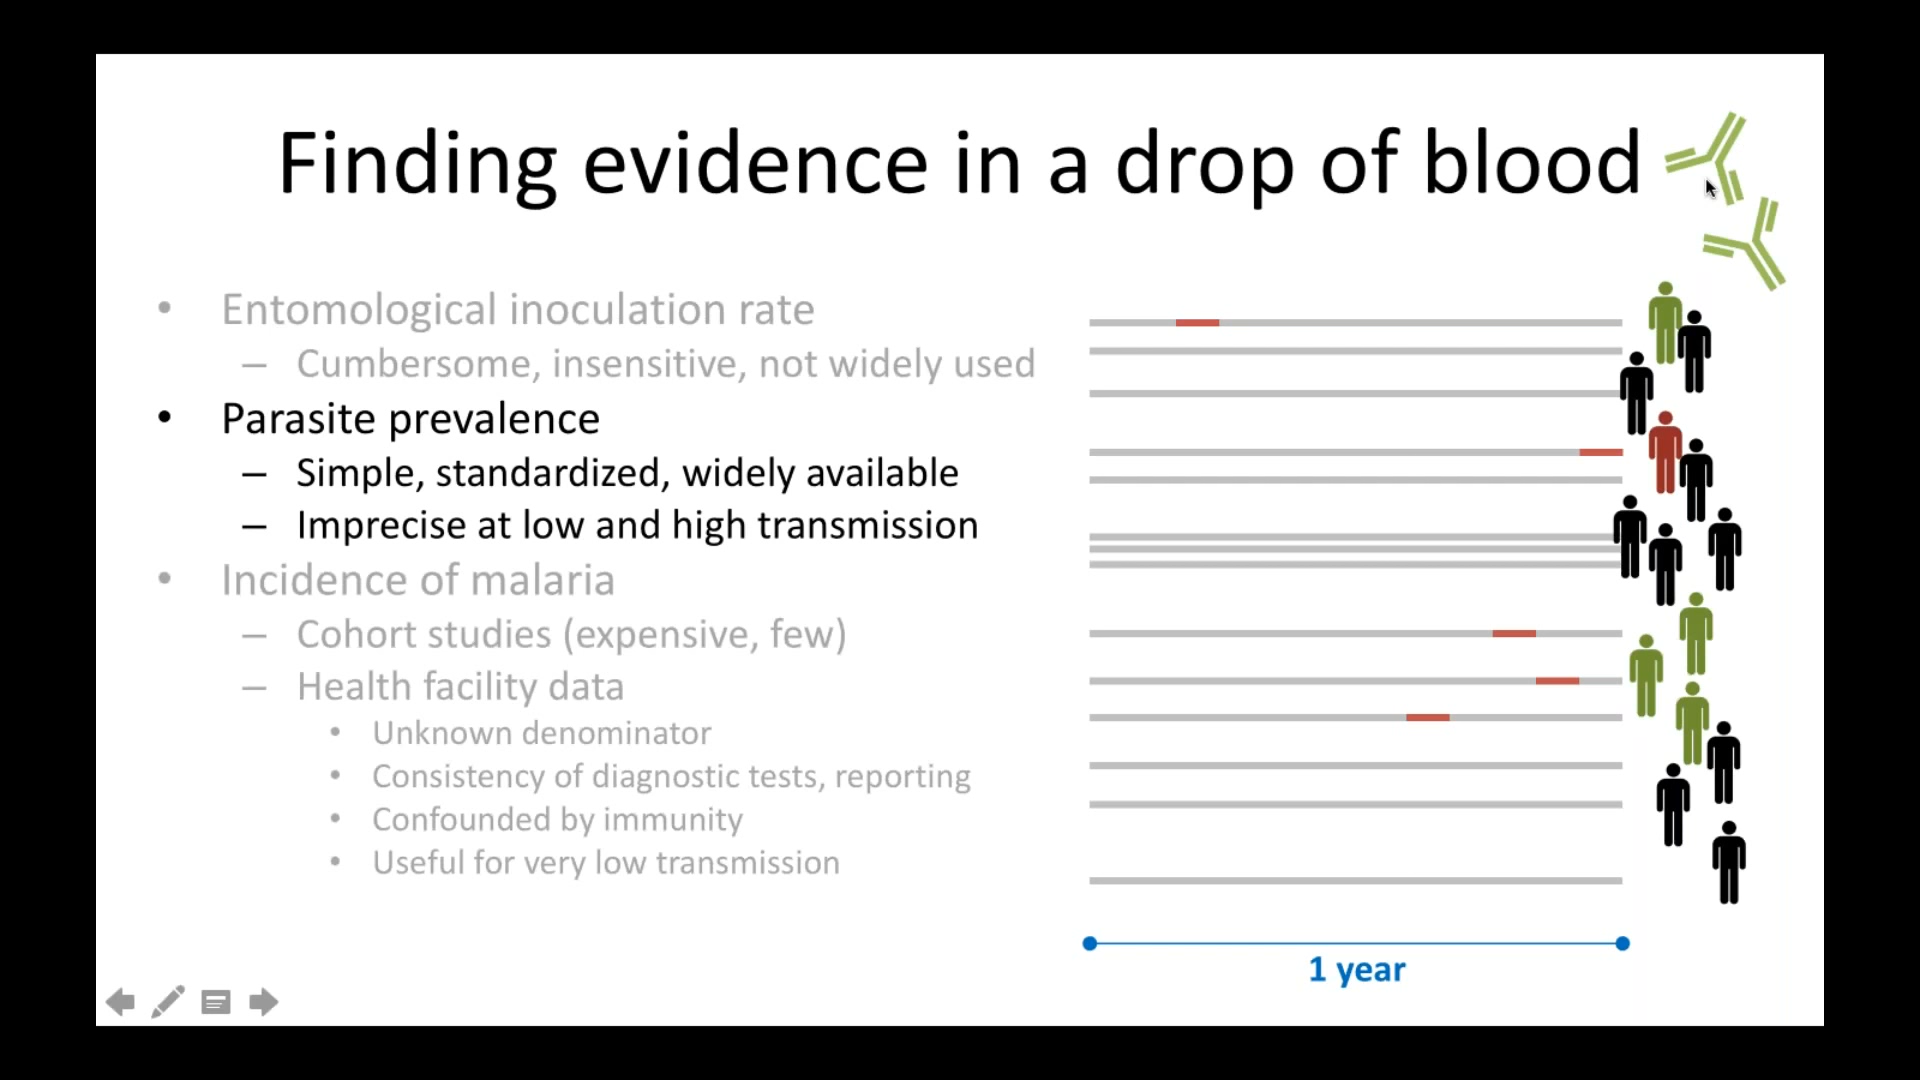 Finding evidence in a drop of blood
• Entomological inoculation rate
– Cumbersome, insensitive, not widely used
• Parasite prevalence
– Simple, standardized, widely available
– Imprecise at low and high transmission
• Incidence of malaria
– Cohort studies (expensive, few)
– Health facility data
• Unknown denominator
• Consistency of diagnostic tests, reporting
• Confounded by immunity
• Useful for very low transmission
1 year